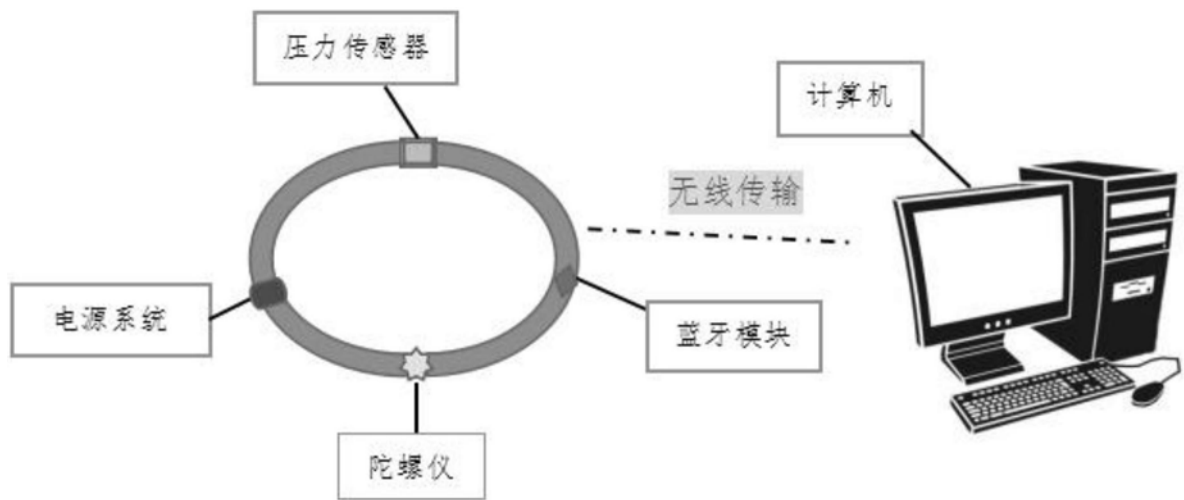 压力传感器
计算机
无线传输
电源系统
蓝牙模块
陀螺仪